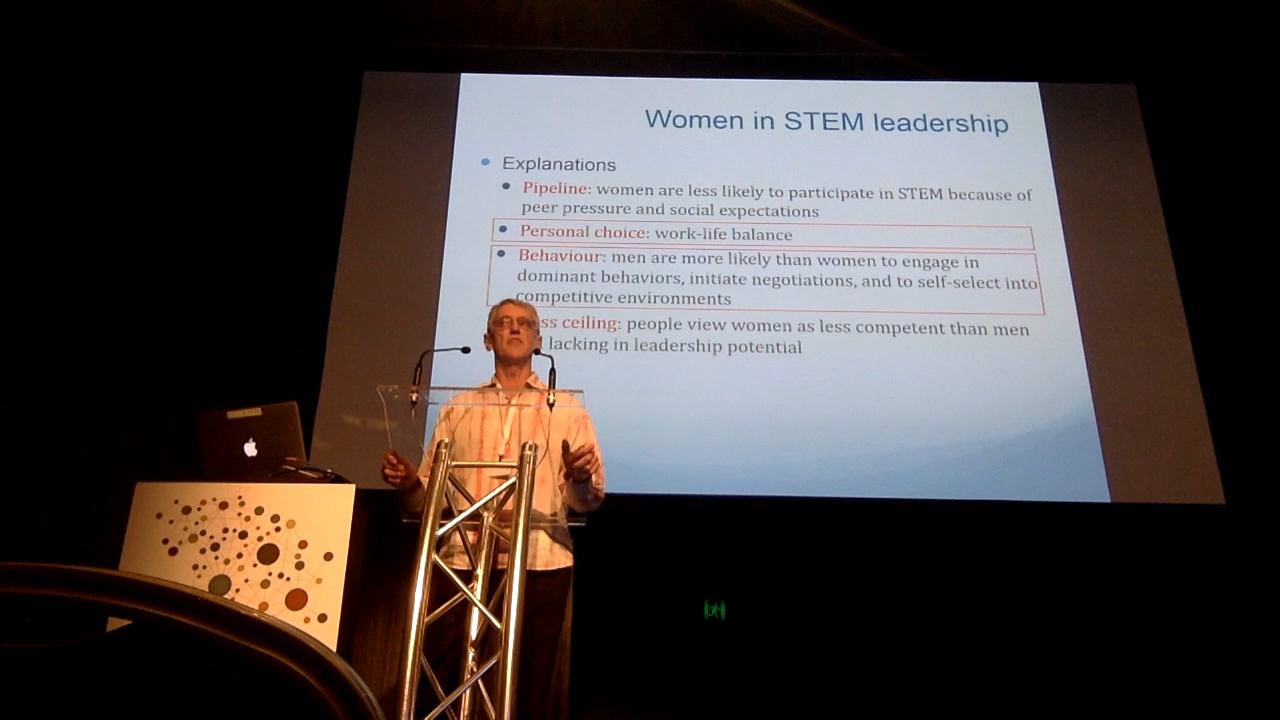 Women in STEM leadership
Explanations
Pipeline: women are less likely to participate in STEM because of
peer pressure and social expectations
Personal choice: work-life balance
Behaviour: men are more likely than women to engage in
dominant behaviors, initiate negotiations, and to self-select into
competitive environments
ss ceiling: people view women as less competent than men
lacking in leadership potential